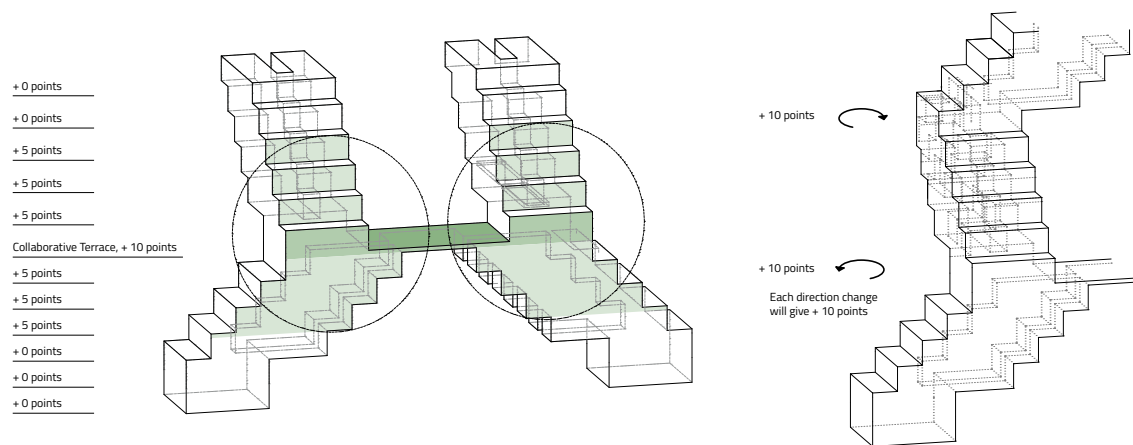 + 0 points
+ 0 points
+ 5 points
+ 5 points
+ 5 points
Collaborative Terrace, + 10 points
+ 5 points
+ 5 points
+ 5 points
+ 0 points
+ 0 points
+ 0 points
+ 10 points
+ 10 points
Each direction change
will give + 10 points